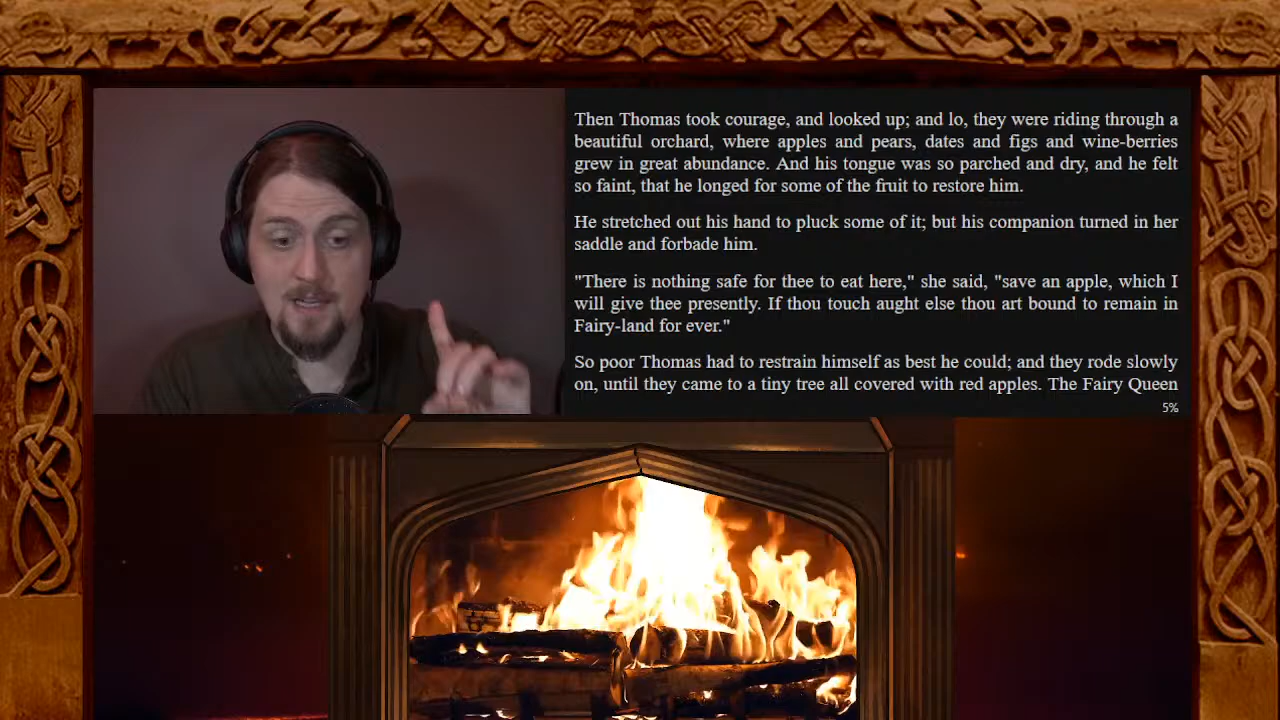 Then Thomas took courage, and looked up; and lo, they were riding through a
beautiful orchard, where apples and pears, dates and figs and wine-berries
grew in great abundance. And his tongue was so parched and dry, and he felt
so faint, that he longed for some of the fruit to restore him.
He stretched out his hand to pluck some of it; but his companion turned in her
saddle and forbade him.
"There is nothing safe for thee to eat here," she said, "save an apple, which I
will give thee presently. If thou touch aught else thou art bound to remain in
Fairy-land for ever."
So poor Thomas had to restrain himself as best he could; and they rode slowly
on, until they came to a tiny tree all covered with red apples. The Fairy Queen
5%